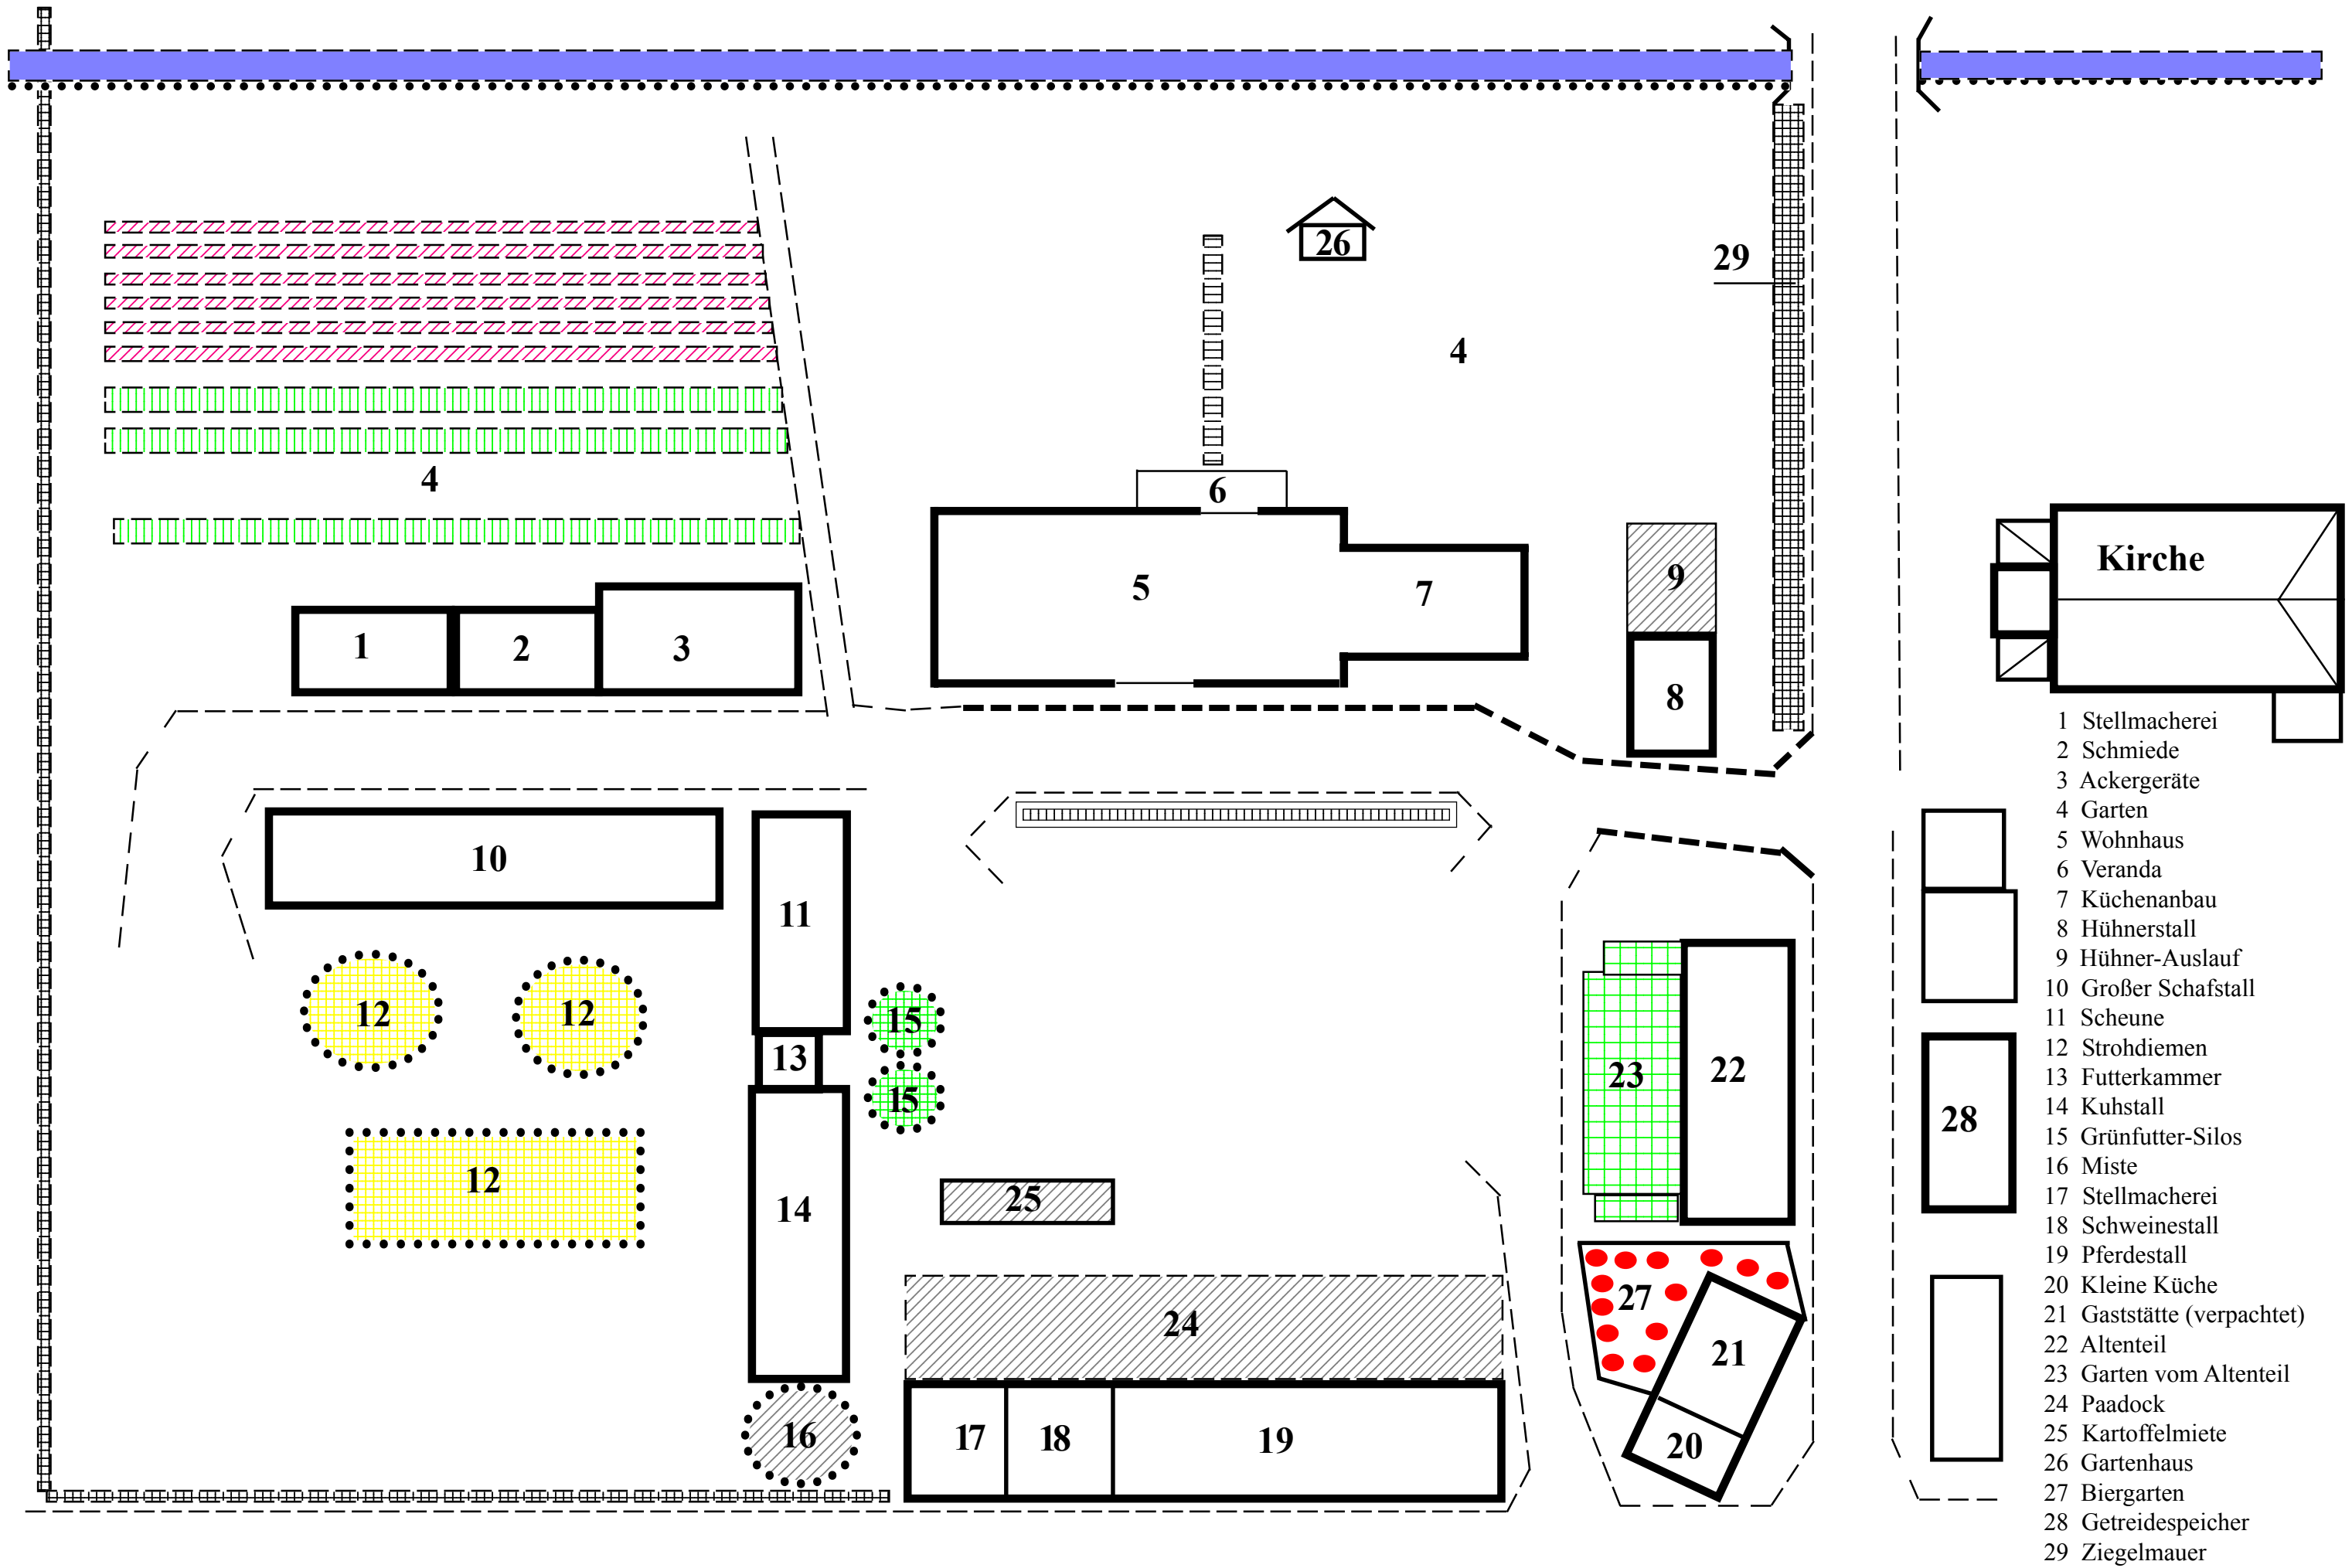 26
29
4
4
6
5
7
9
8
Kirche
1
2
3
10
11
12
12
13
15
15
12
14
25
23
22
28
24
27
21
16
17
18
19
20
1 Stellmacherei
2 Schmiede
3 Ackergeräte
4 Garten
5 Wohnhaus
6 Veranda
7 Küchenanbau
8 Hühnerstall
9 Hühner-Auslauf
10 Großer Schafstall
11 Scheune
12 Strohdiemen
13 Futterkammer
14 Kuhstall
15 Grünfutter-Silos
16 Miste
17 Stellmacherei
18 Schweinestall
19 Pferdestall
20 Kleine Küche
21 Gaststätte (verpachtet)
22 Altenteil
23 Garten vom Altenteil
24 Paadock
25 Kartoffelmiete
26 Gartenhaus
27 Biergarten
28 Getreidespeicher
29 Ziegelmauer